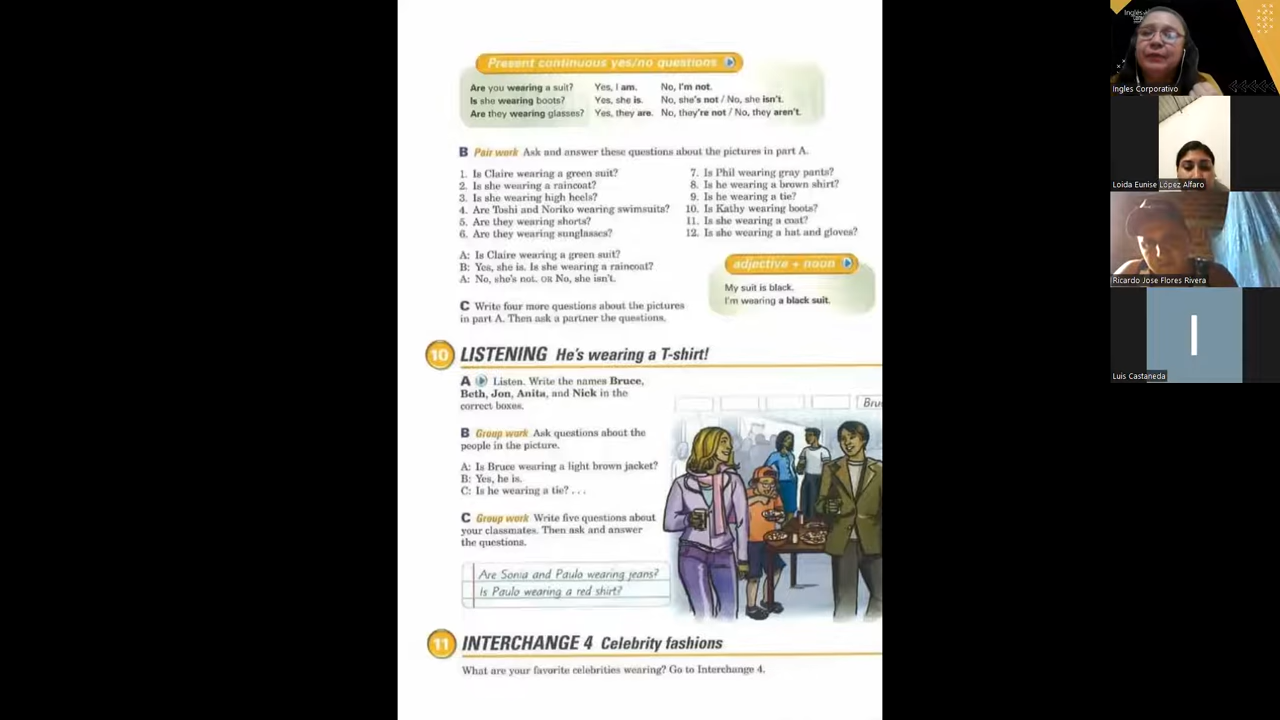 Present continuous yes/no questions
Are you wearing a suit? Yes, I am. No, I'm not.
Is she wearing boots? Yes, she is. No, she's not / No, she isn't.
Are they wearing glasses? Yes, they are. No, they're not / No, they aren't.
B Pair work Ask and answer these questions about the pictures in part A.
1. Is Claire wearing a green suit?
2. Is she wearing a raincoat?
3. Is she wearing high heels?
4. Are Toshi and Noriko wearing swimsuits?
5. Are they wearing shorts?
6. Are they wearing sunglasses?
7. Is Phil wearing gray pants?
8. Is he wearing a brown shirt?
9. Is he wearing a tie?
10. Is Kathy wearing boots?
11. Is she wearing a coat?
12. Is she wearing a hat and gloves?
A: Is Claire wearing a green suit?
B: Yes, she is. Is she wearing a raincoat?
A: No, she's not. OR No, she isn't.
adjective + noun
My suit is black.
I'm wearing a black suit.
C Write four more questions about the pictures
in part A. Then ask a partner the questions.
10 LISTENING He's wearing a T-shirt!
A Listen. Write the names Bruce,
Beth, Jon, Anita, and Nick in the
correct boxes.
B Group work Ask questions about the
people in the picture.
A: Is Bruce wearing a light brown jacket?
B: Yes, he is.
C: Is he wearing a tie? . . .
C Group work Write five questions about
your classmates. Then ask and answer
the questions.
Are Sonia and Paulo wearing jeans?
Is Paulo wearing a red shirt?
Bru
11 INTERCHANGE 4 Celebrity fashions
What are your favorite celebrities wearing? Go to Interchange 4.
Ingles Corporativo
Loida Eunise López Alfaro
Ricardo Jose Flores Rivera
I
Luis Castaneda